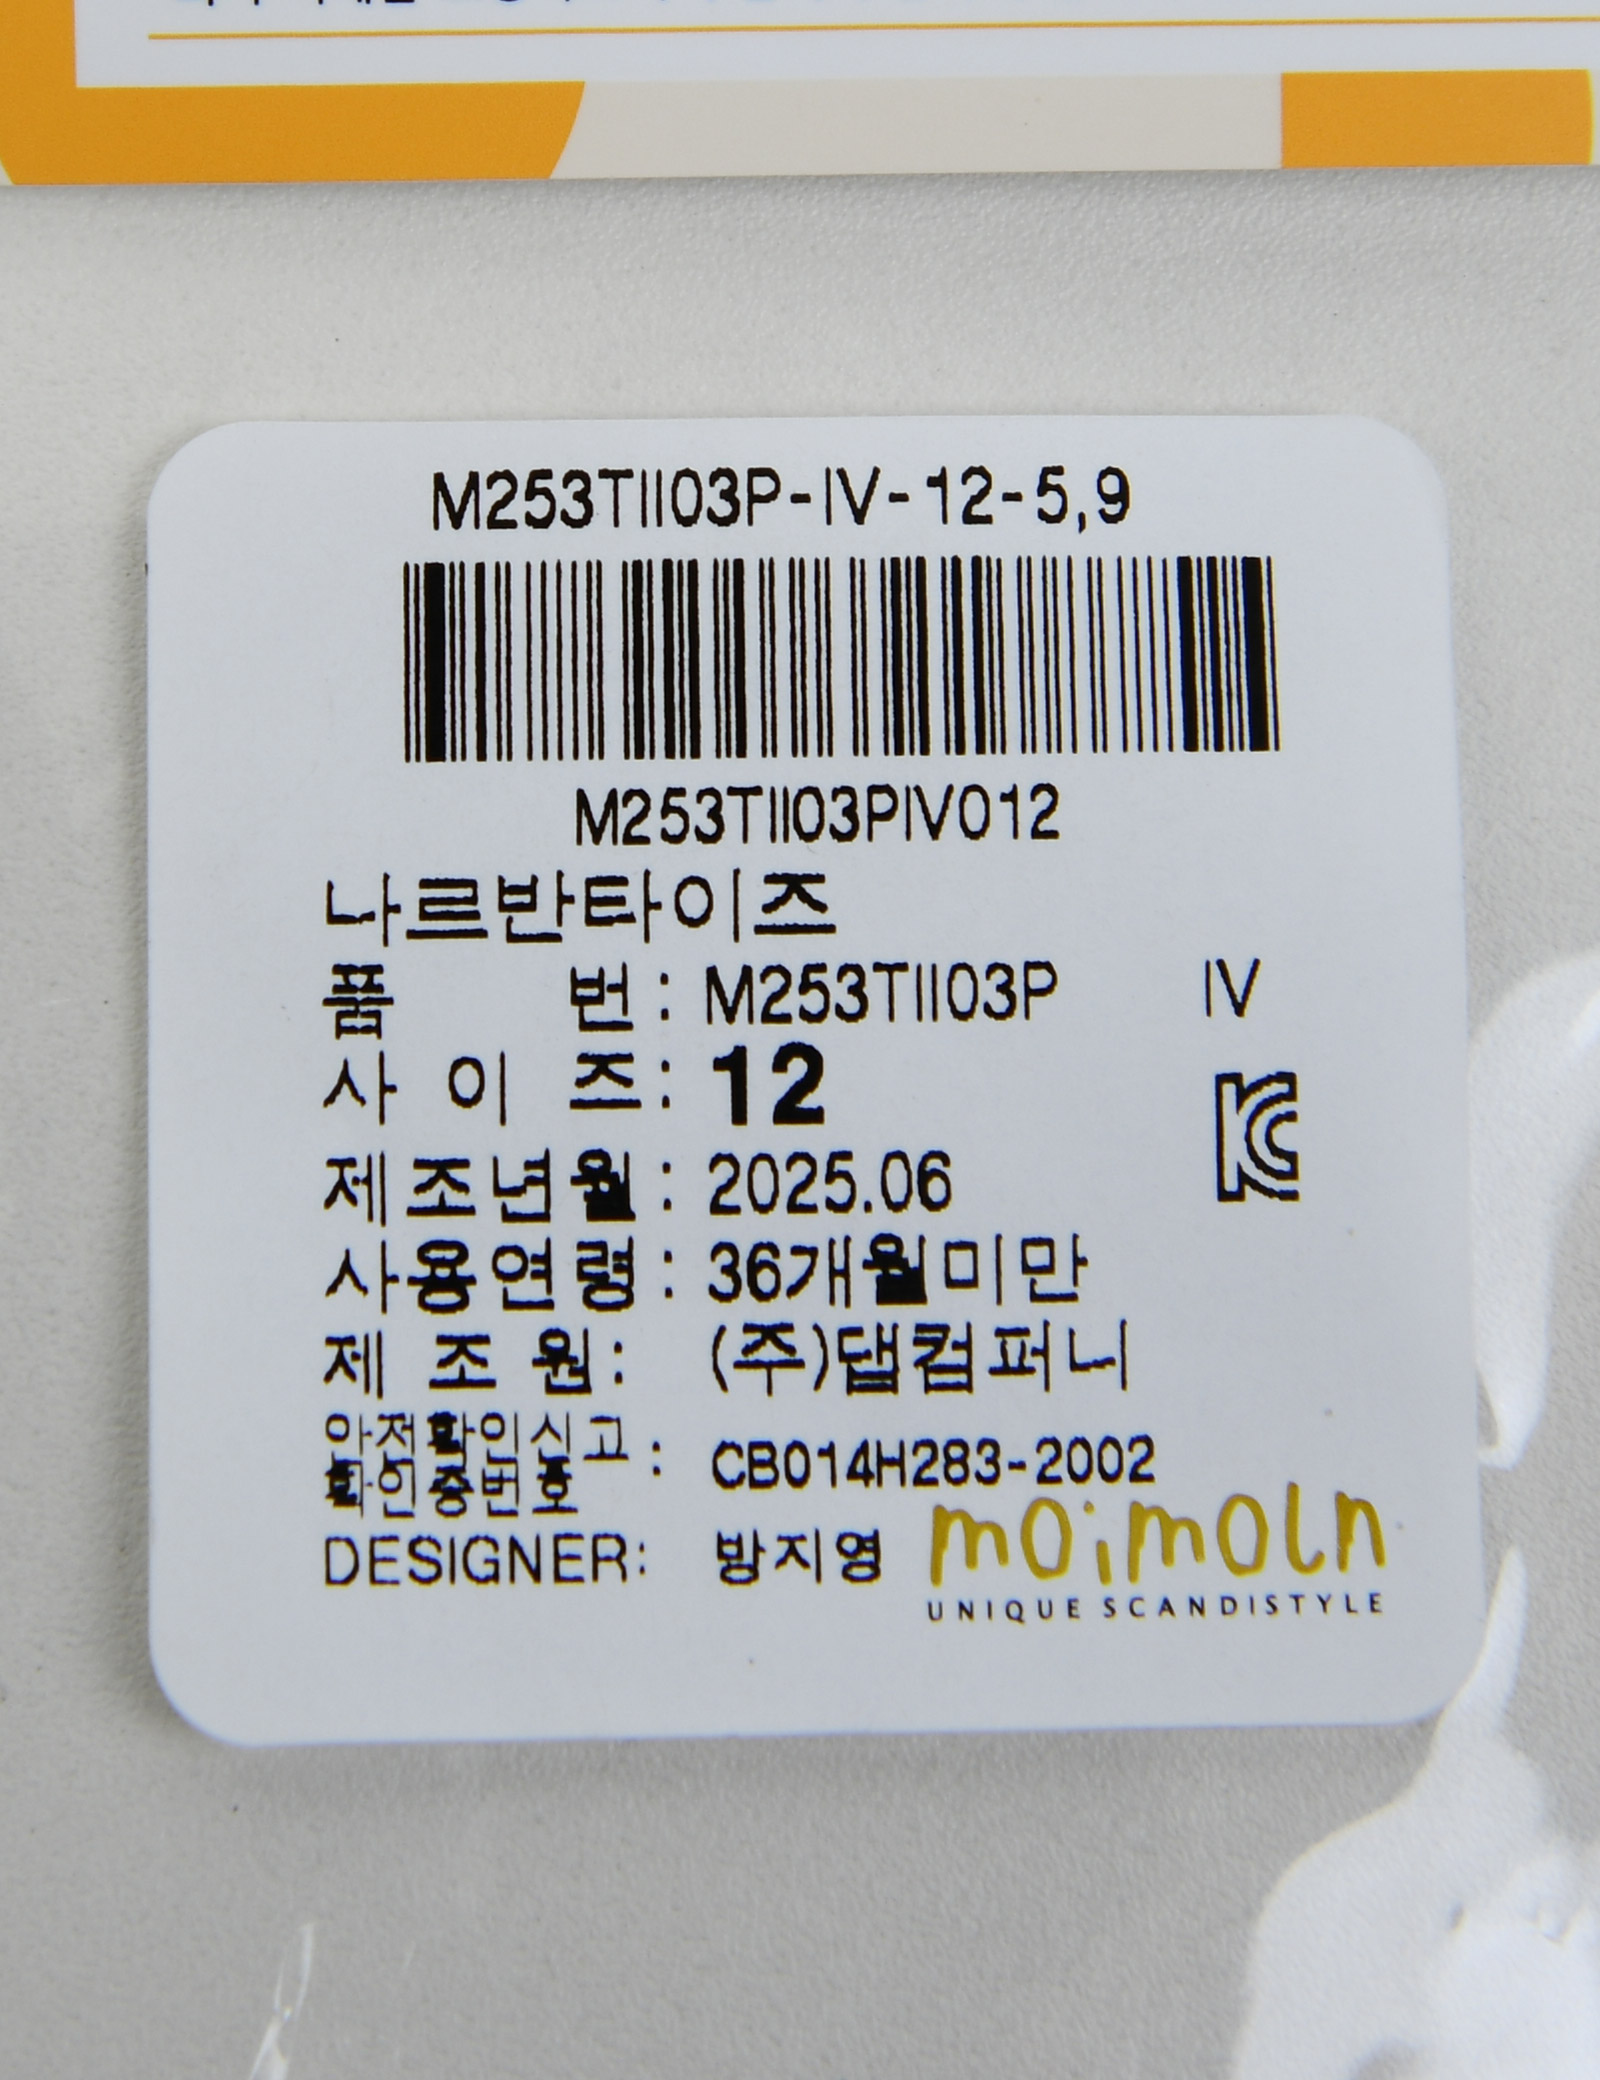 M253TII03P-IV-12-5,9
M253TII03PIV012
나르반타이즈
품 번 : M253TII03P IV
사 이 즈 : 12
제조년월 : 2025.06
사용연령 : 36개월미만
제 조 원 : (주)댑컴퍼니
안전확인신고
확인증번호 : CB014H283-2002
DESIGNER: 방지영
moimoln
UNIQUE SCANDISTYLE